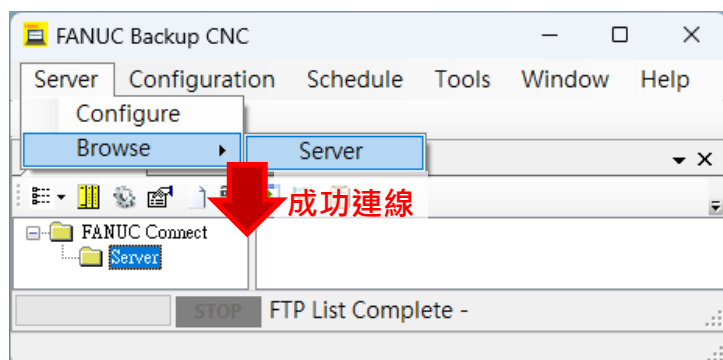 FANUC Backup CNC
Server Configuration Schedule Tools Window Help
Configure
Browse Server
成功連線
FANUC Connect
Server
STOP FTP List Complete -